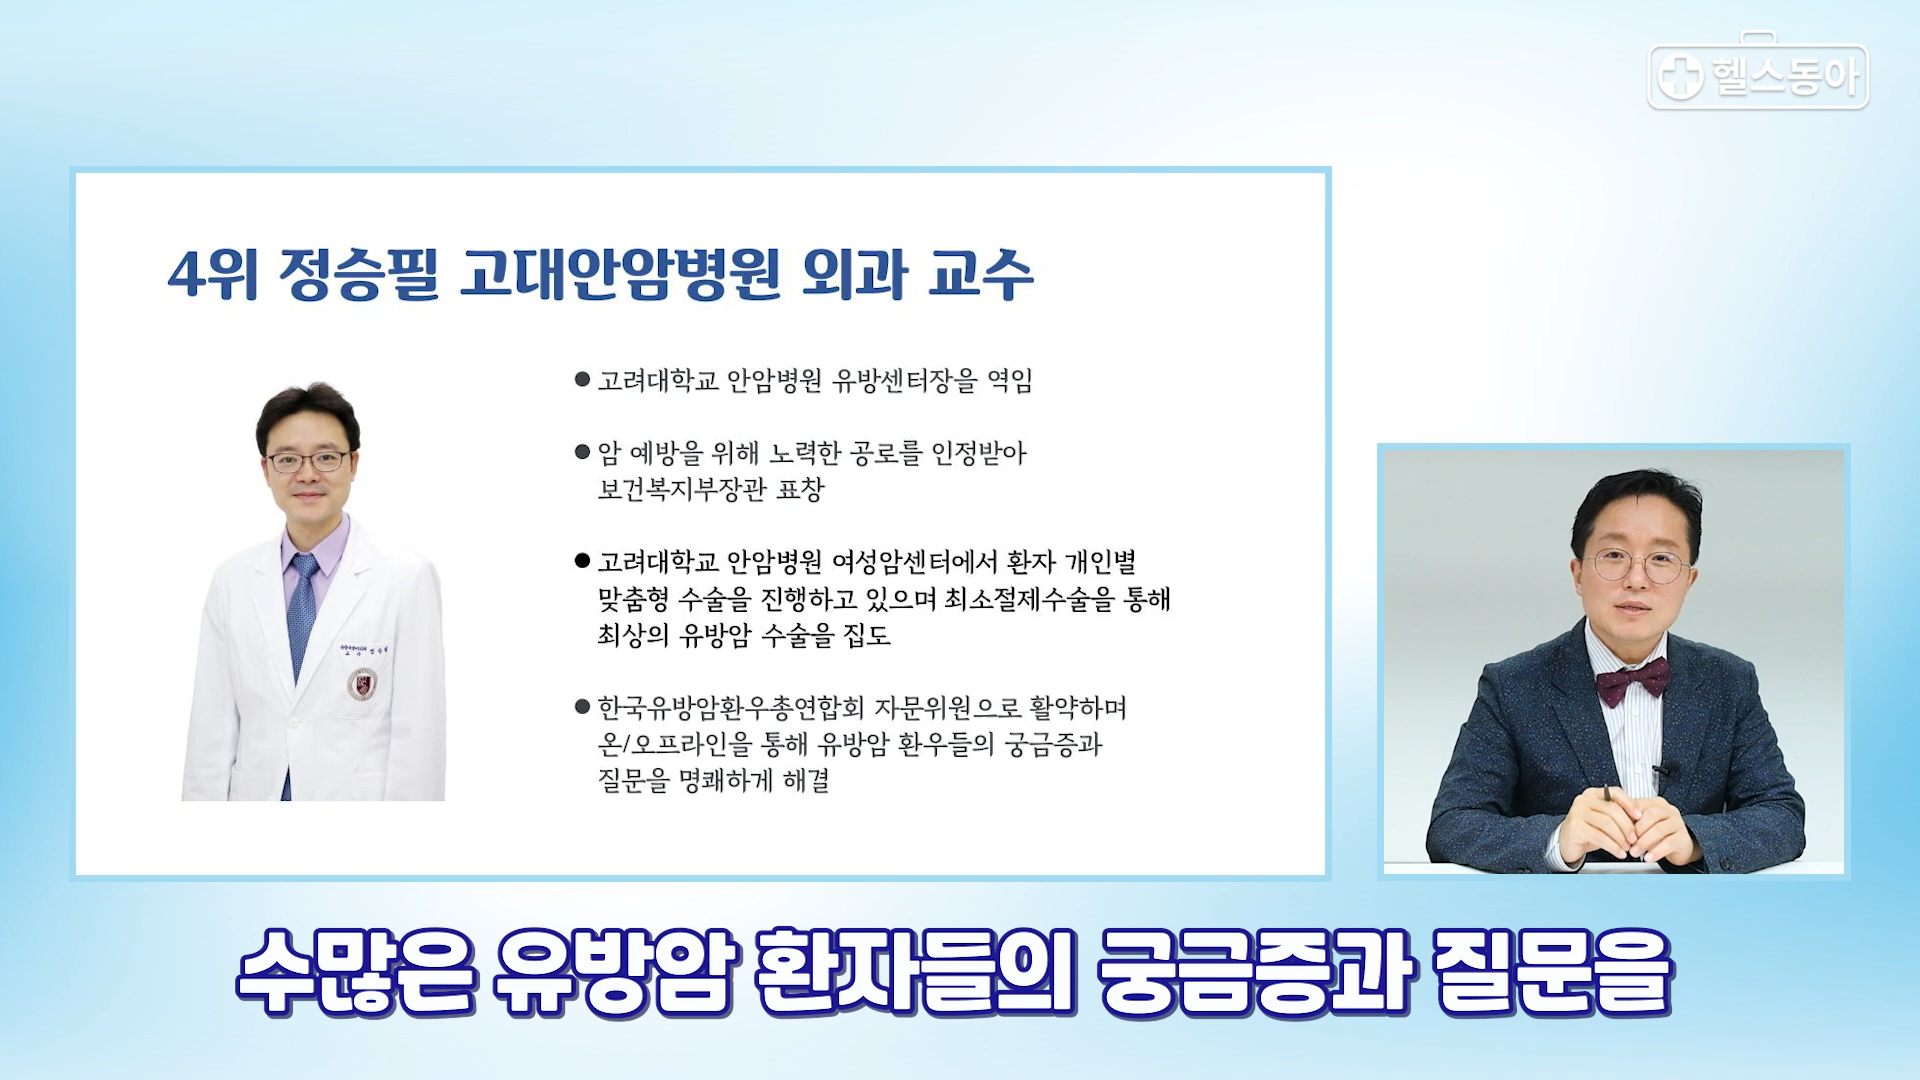 헬스동아
4위 정승필 고대안암병원 외과 교수
● 고려대학교 안암병원 유방센터장을 역임
● 암 예방을 위해 노력한 공로를 인정받아
보건복지부장관 표창
● 고려대학교 안암병원 여성암센터에서 환자 개인별
맞춤형 수술을 진행하고 있으며 최소절제수술을 통해
최상의 유방암 수술을 집도
● 한국유방암환우총연합회 자문위원으로 활약하며
온/오프라인을 통해 유방암 환우들의 궁금증과
질문을 명쾌하게 해결
수많은 유방암 환자들의 궁금증과 질문을